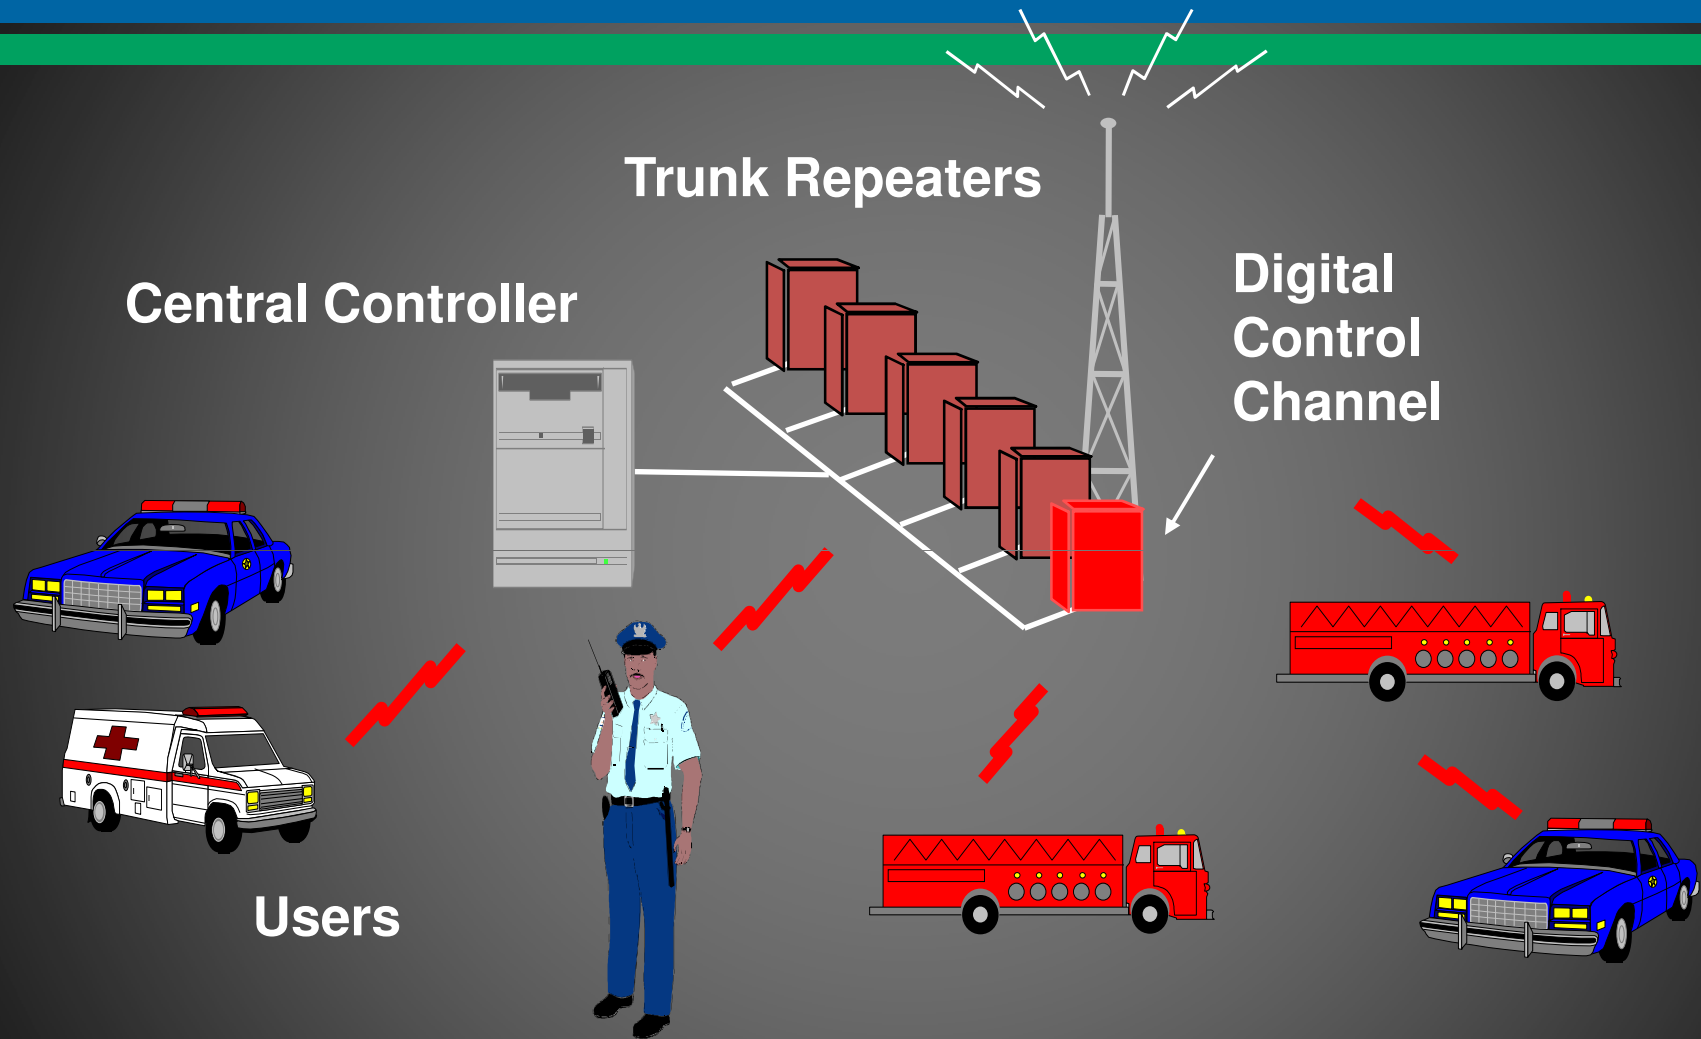 Trunk Repeaters
Central Controller
Digital
Control
Channel
Users